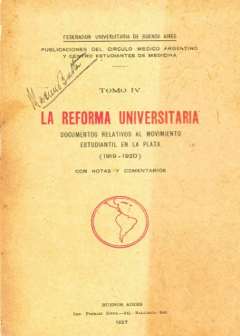 FEDERACION UNIVERSITARIA DE BUENOS AIRES
PUBLICACIONES DEL CIRCULO MEDICO ARGENTINO
Y CENTRO ESTUDIANTES DE MEDICINA
TOMO IV
LA REFORMA UNIVERSITARIA
DOCUMENTOS RELATIVOS AL MOVIMIENTO
ESTUDIANTIL EN LA PLATA
(1919-1920)
CON NOTAS Y COMENTARIOS
BUENOS AIRES
1927